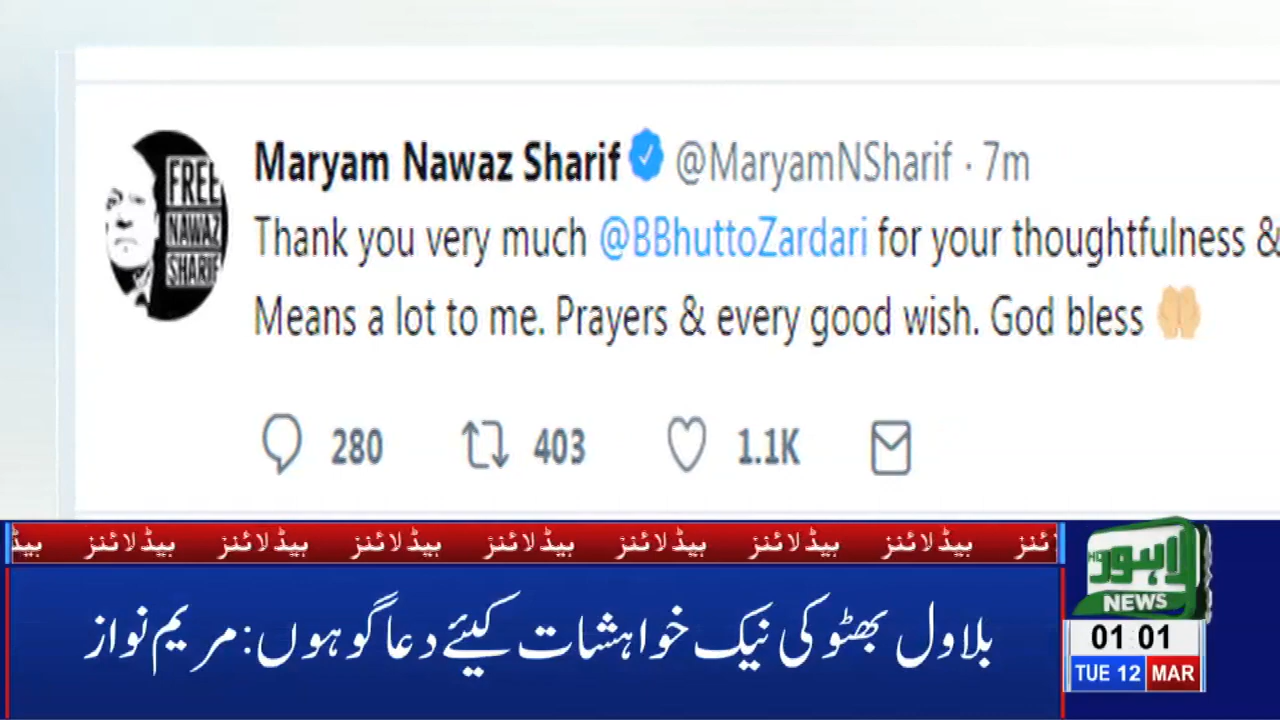 FREE
NAWAZ
SHARIF
Maryam Nawaz Sharif @MaryamNSharif · 7m
Thank you very much @BBhuttoZardari for your thoughtfulness &
Means a lot to me. Prayers & every good wish. God bless 🤲🏼
280 403 1.1K
ہیڈلائنز ہیڈلائنز ہیڈلائنز ہیڈلائنز ہیڈلائنز ہیڈلائنز ہیڈلائنز
بلاول بھٹو کی نیک خواہشات کیئے دعا گو ہوں: مریم نواز
لاہور HD
NEWS
01 01
TUE 12 MAR